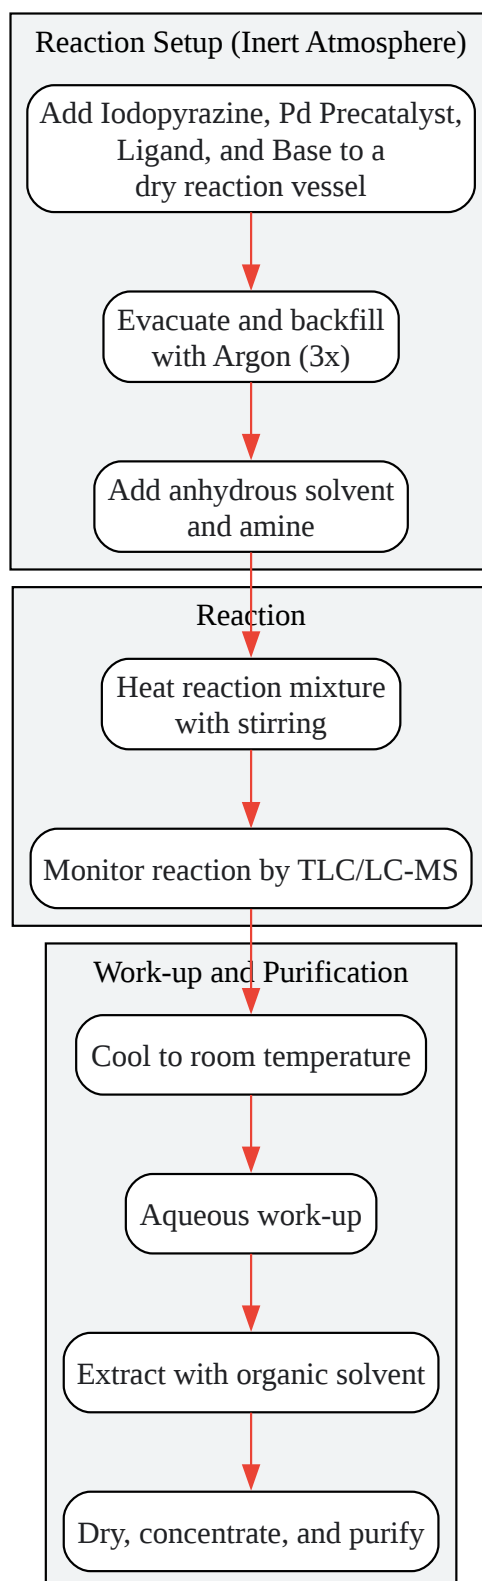 Reaction Setup (Inert Atmosphere)
Add Iodopyrazine, Pd Precatalyst,
Ligand, and Base to a
dry reaction vessel
Evacuate and backfill
with Argon (3x)
Add anhydrous solvent
and amine
Reaction
Heat reaction mixture
with stirring
Monitor reaction by TLC/LC-MS
Work-up and Purification
Cool to room temperature
Aqueous work-up
Extract with organic solvent
Dry, concentrate, and purify